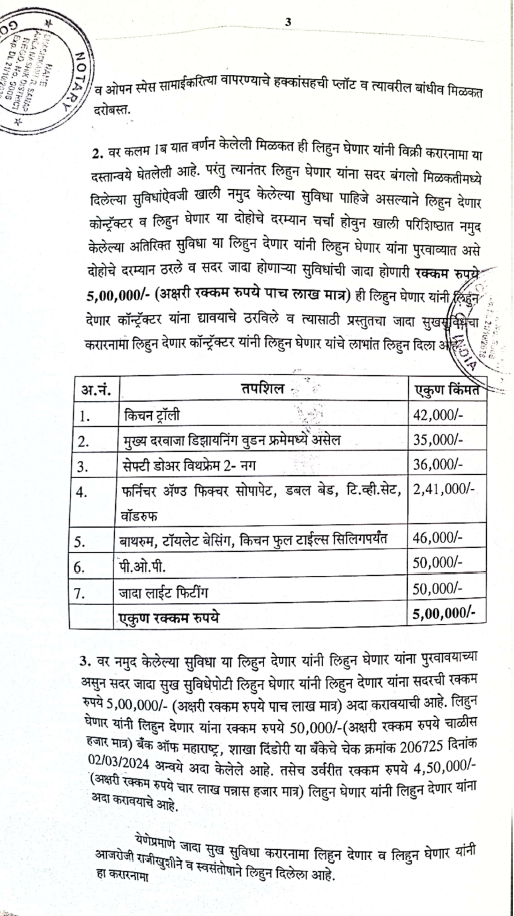 3
NOTARY
व ओपन स्पेस सामाईकरित्या वापरण्याचे हक्कांसहची प्लॉट व त्यावरील बांधीव मिळकत
दरोबस्त.
2. वर कलम 1ब यात वर्णन केलेली मिळकत ही लिहुन घेणार यांनी विक्री करारनामा या
दस्तान्वये घेतलेली आहे. परंतु त्यानंतर लिहुन घेणार यांना सदर बंगलो मिळकतीमध्ये
दिलेल्या सुविधांऐवजी खाली नमुद केलेल्या सुविधा पाहिजे असल्याने लिहुन देणार
कोन्ट्रॅक्टर व लिहुन घेणार या दोहोचे दरम्यान चर्चा होवुन खाली परिशिष्ठात नमुद
केलेल्या अतिरिक्त सुविधा या लिहुन देणार यांनी लिहुन घेणार यांना पुरवाव्यात असे
दोहोचे दरम्यान ठरले व सदर जादा होणाऱ्या सुविधांची जादा होणारी रक्कम रुपये
5,00,000/- (अक्षरी रक्कम रुपये पाच लाख मात्र) ही लिहुन घेणार यांनी लिहुन
देणार कॉन्ट्रॅक्टर यांना द्यावयाचे ठरविले व त्यासाठी प्रस्तुतचा जादा सुखसुविधेचा
करारनामा लिहुन देणार कॉन्ट्रॅक्टर यांनी लिहुन घेणार यांचे लाभांत लिहुन दिला
INDIA
अ.नं. तपशिल एकुण किंमत
1. किचन ट्रॉली 42,000/-
2. मुख्य दरवाजा डिझायनिंग वुडन फ्रमेमध्ये असेल 35,000/-
3. सेफ्टी डोअर विथफ्रेम 2- नग 36,000/-
4. फर्निचर ॲण्ड फिक्चर सोपापेट, डबल बेड, टि.व्ही.सेट, 2,41,000/-
वॉडरुफ
5. बाथरुम, टॉयलेट बेसिंग, किचन फुल टाईल्स सिलिगपर्यंत 46,000/-
6. पी.ओ.पी. 50,000/-
7. जादा लाईट फिटींग 50,000/-
एकुण रक्कम रुपये 5,00,000/-
3. वर नमुद केलेल्या सुविधा या लिहुन देणार यांनी लिहुन घेणार यांना पुरवावयाच्या
असुन सदर जादा सुख सुविधेपोटी लिहुन घेणार यांनी लिहुन देणार यांना सदरची रक्कम
रुपये 5,00,000/- (अक्षरी रक्कम रुपये पाच लाख मात्र) अदा करावयाची आहे. लिहुन
घेणार यांनी लिहुन देणार यांना रक्कम रुपये 50,000/-(अक्षरी रक्कम रुपये चाळीस
हजार मात्र) बँक ऑफ महाराष्ट्र, शाखा दिंडोरी या बँकेचे चेक क्रमांक 206725 दिनांक
02/03/2024 अन्वये अदा केलेले आहे. तसेच उर्वरीत रक्कम रुपये 4,50,000/-
(अक्षरी रक्कम रुपये चार लाख पन्नास हजार मात्र) लिहुन घेणार यांनी लिहुन देणार यांना
अदा करावयाचे आहे.
येणेप्रमाणे जादा सुख सुविधा करारनामा लिहुन देणार व लिहुन घेणार यांनी
आजरोजी राजीखुशीने व स्वसंतोषाने लिहुन दिलेला आहे.
हा करारनामा